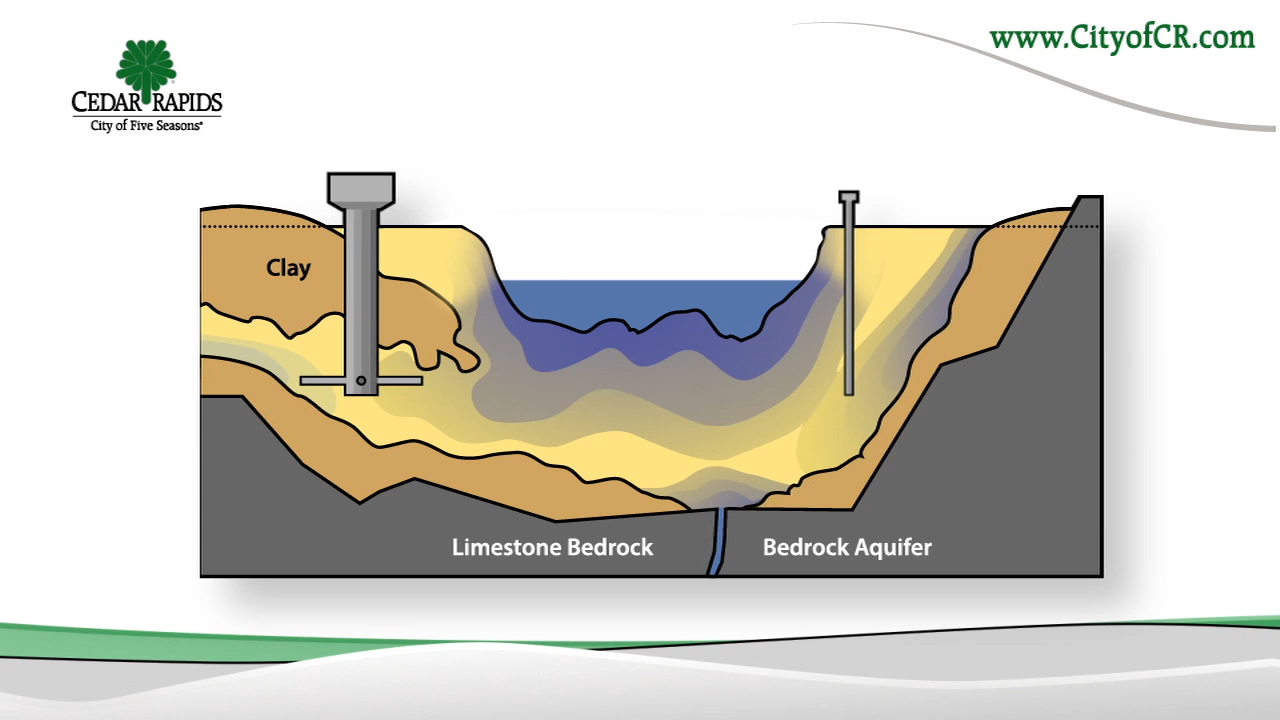 www.CityofCR.com
CEDAR RAPIDS
City of Five Seasons®
Clay
Limestone Bedrock
Bedrock Aquifer